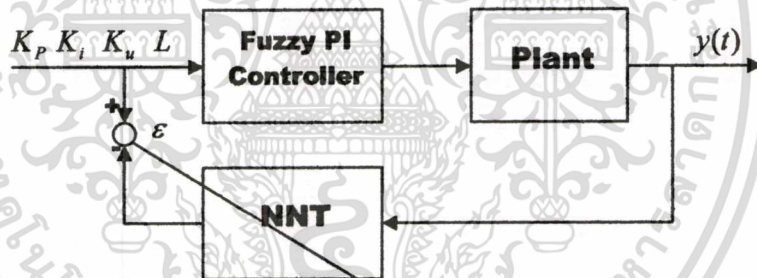 K_P K_i K_u L
Fuzzy PI
Controller
Plant
y(t)
+
ε
-
NNT